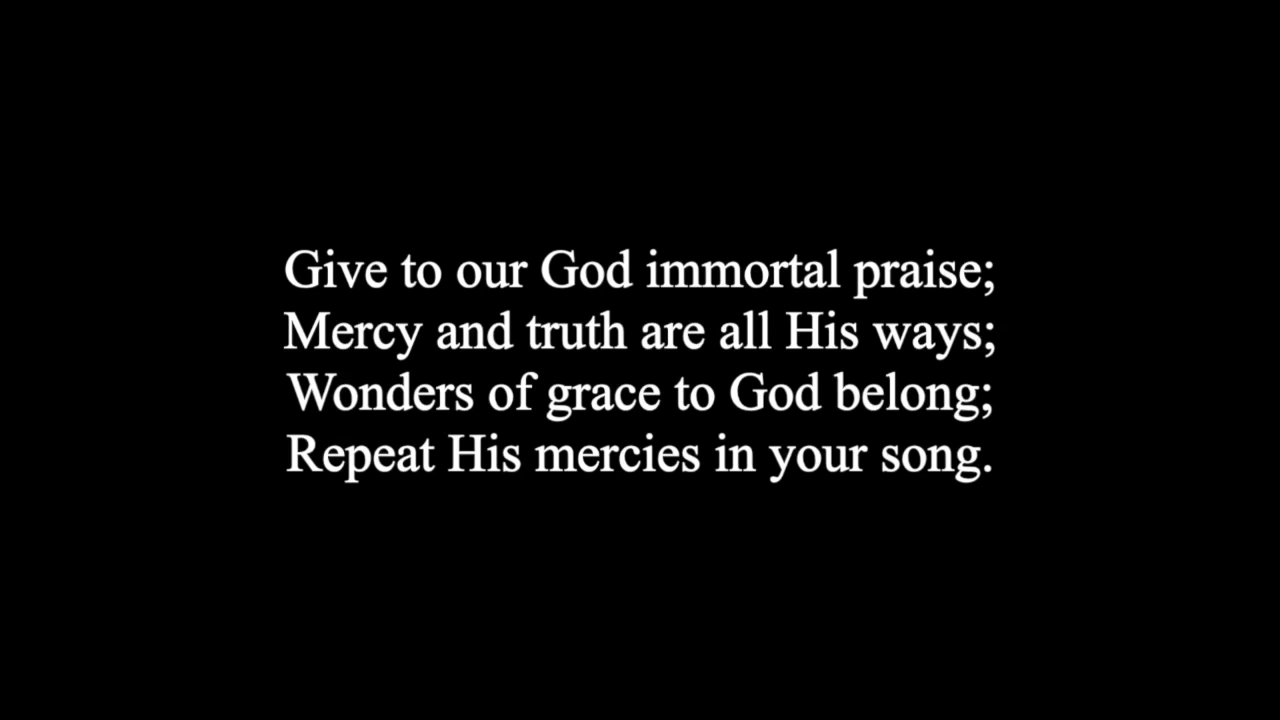 Give to our God immortal praise;
Mercy and truth are all His ways;
Wonders of grace to God belong;
Repeat His mercies in your song.